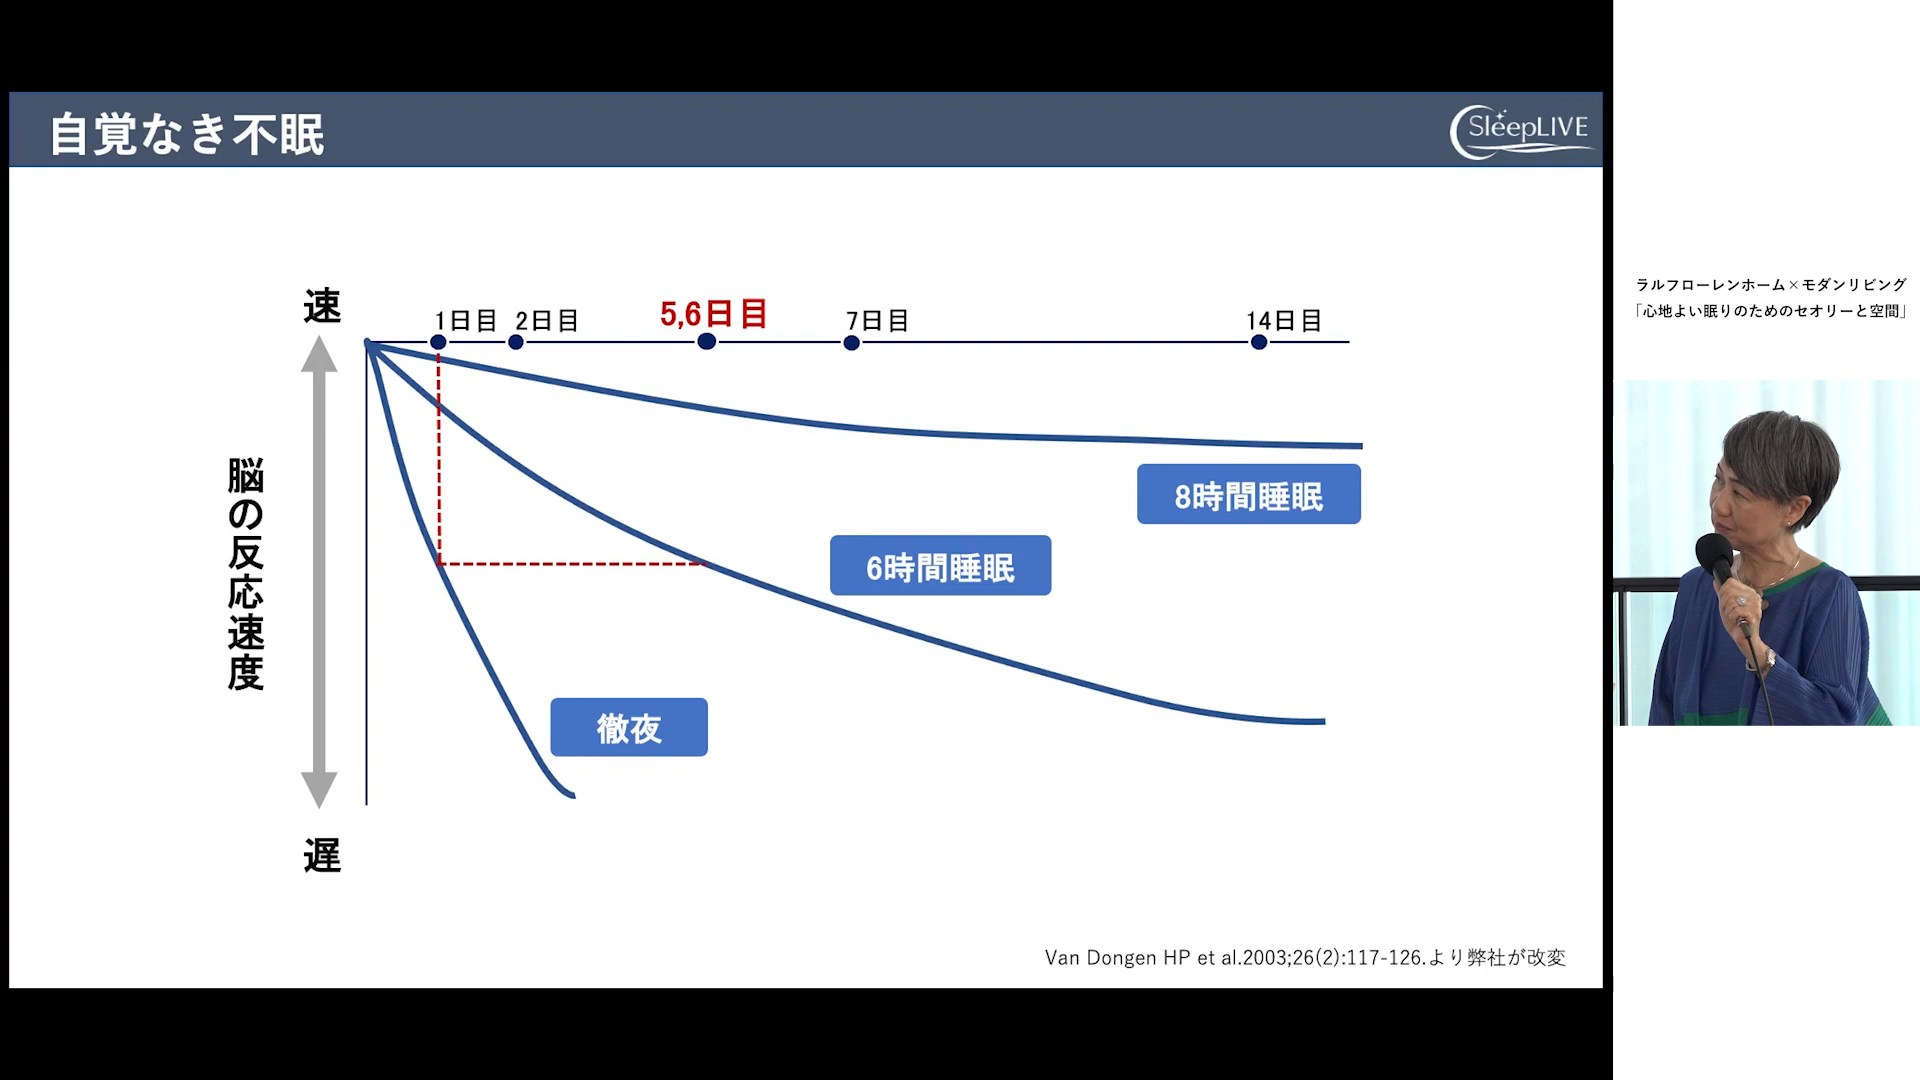 自覚なき不眠
SleepLIVE
速
1日目
2日目
5,6日目
7日目
14日目
脳の反応速度
8時間睡眠
6時間睡眠
徹夜
遅
Van Dongen HP et al.2003;26(2):117-126.より弊社が改変
ラルフローレンホーム×モダンリビング
「心地よい眠りのためのセオリーと空間」